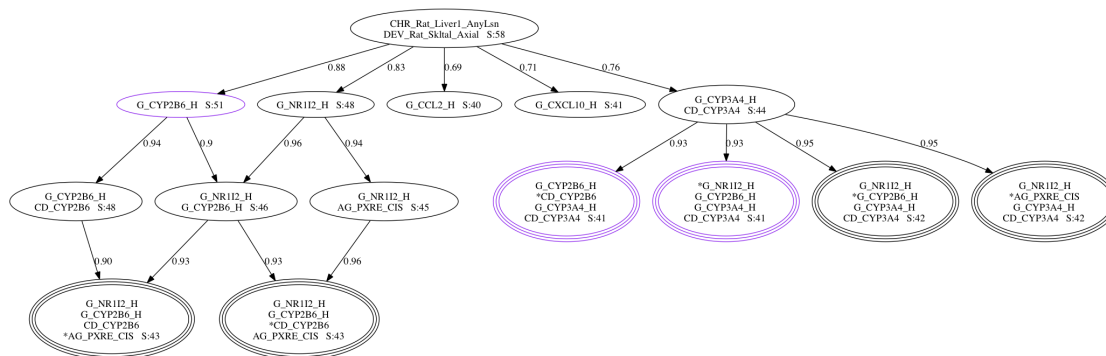 CHR_Rat_Liver1_AnyLsn
DEV_Rat_Skltal_Axial S:58
0.88
0.83
0.69
0.71
0.76
G_CYP2B6_H S:51
G_NR1I2_H S:48
G_CCL2_H S:40
G_CXCL10_H S:41
G_CYP3A4_H
CD_CYP3A4 S:44
0.94
0.9
0.96
0.94
0.93
0.93
0.95
0.95
G_CYP2B6_H
CD_CYP2B6 S:48
G_NR1I2_H
G_CYP2B6_H S:46
G_NR1I2_H
AG_PXRE_CIS S:45
G_CYP2B6_H
*CD_CYP2B6
G_CYP3A4_H
CD_CYP3A4 S:41
*G_NR1I2_H
G_CYP2B6_H
G_CYP3A4_H
CD_CYP3A4 S:41
G_NR1I2_H
*G_CYP2B6_H
G_CYP3A4_H
CD_CYP3A4 S:42
G_NR1I2_H
*AG_PXRE_CIS
G_CYP3A4_H
CD_CYP3A4 S:42
0.90
0.93
0.93
0.96
G_NR1I2_H
G_CYP2B6_H
CD_CYP2B6
*AG_PXRE_CIS S:43
G_NR1I2_H
G_CYP2B6_H
*CD_CYP2B6
AG_PXRE_CIS S:43